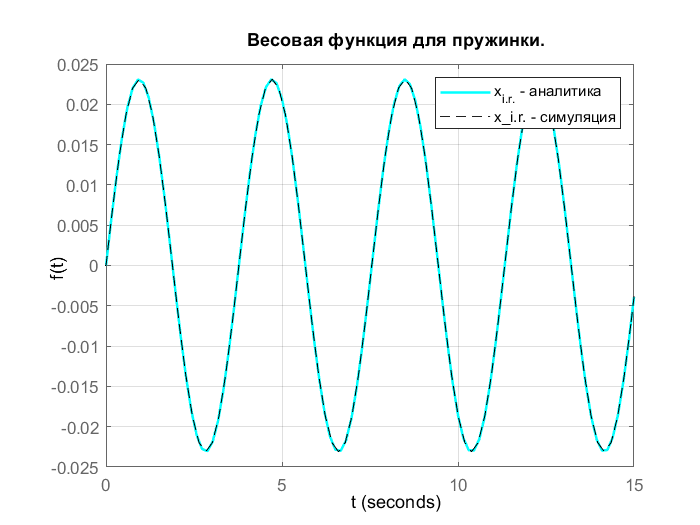 Весовая функция для пружинки.
0.025
0.02
0.015
0.01
0.005
0
-0.005
-0.01
-0.015
-0.02
-0.025
f(t)
x_i.r. - аналитика
x_i.r. - симуляция
0 5 10 15
t (seconds)